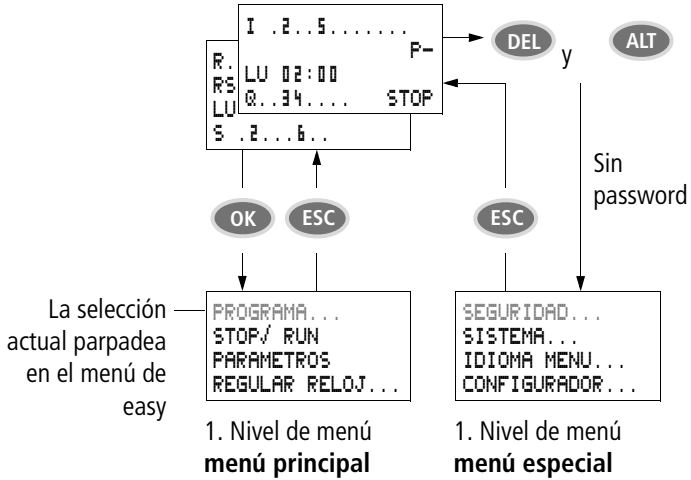 I .2..5.......
P-
LU 02:00
Q..34.... STOP
R.
RS
LU
S .2...6..
DEL
y
ALT
Sin
password
OK
ESC
ESC
La selección
actual parpadea
en el menú de
easy
PROGRAMA...
STOP√ RUN
PARAMETROS
REGULAR RELOJ...
SEGURIDAD...
SISTEMA...
IDIOMA MENU...
CONFIGURADOR...
1. Nivel de menú
menú principal
1. Nivel de menú
menú especial